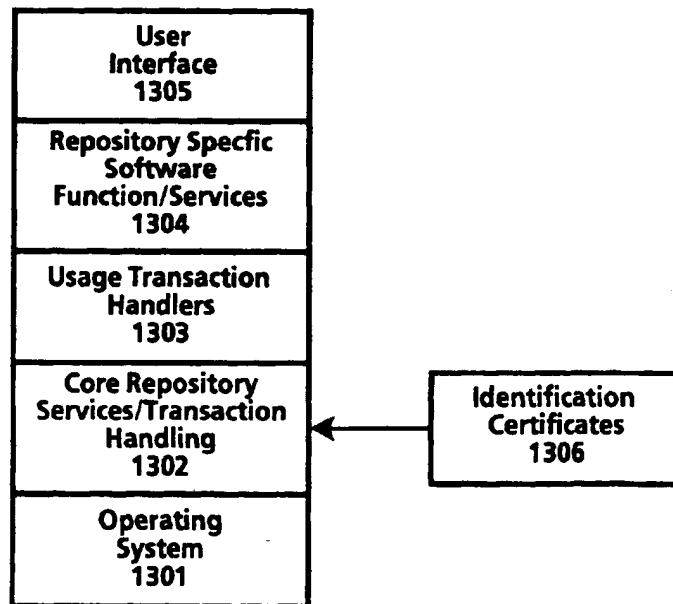 User
Interface
1305
Repository Specfic
Software
Function/Services
1304
Usage Transaction
Handlers
1303
Core Repository
Services/Transaction
Handling
1302
Identification
Certificates
1306
Operating
System
1301